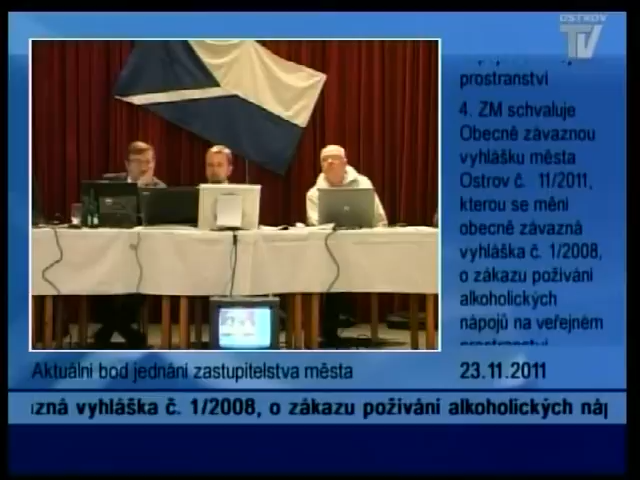 OSTROV
TV
prostranství
4. ZM schvaluje
Obecně závaznou
vyhlášku města
Ostrov č. 11/2011,
kterou se mění
obecně závazná
vyhláška č. 1/2008,
o zákazu požívání
alkoholických
nápojů na veřejném
prostranství
Aktuální bod jednání zastupitelstva města
23.11.2011
vyhláška č. 1/2008, o zákazu požívání alkoholických